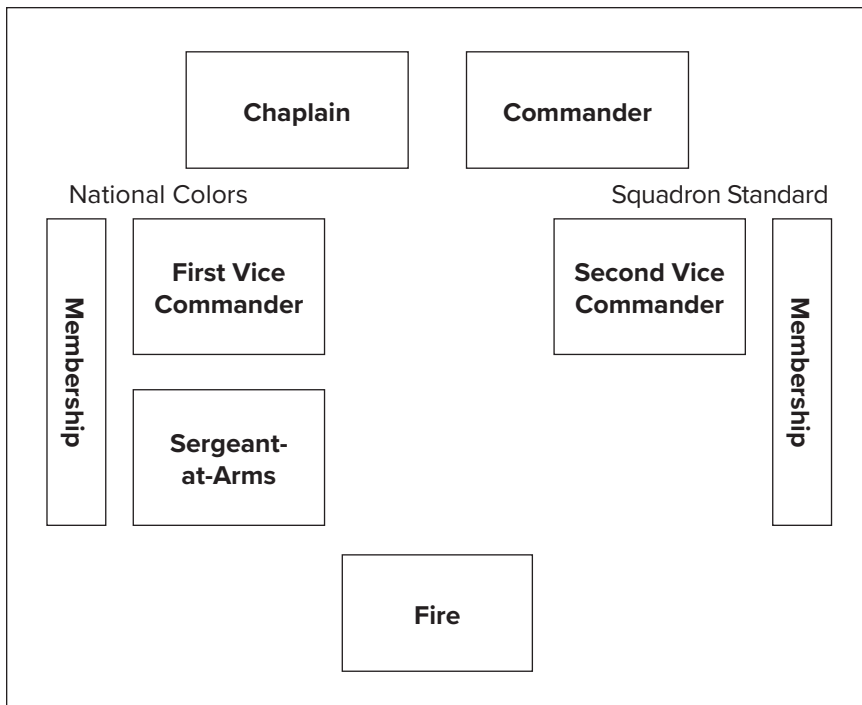 Chaplain
Commander
National Colors
Squadron Standard
Membership
First Vice
Commander
Second Vice
Commander
Membership
Sergeant-
at-Arms
Fire